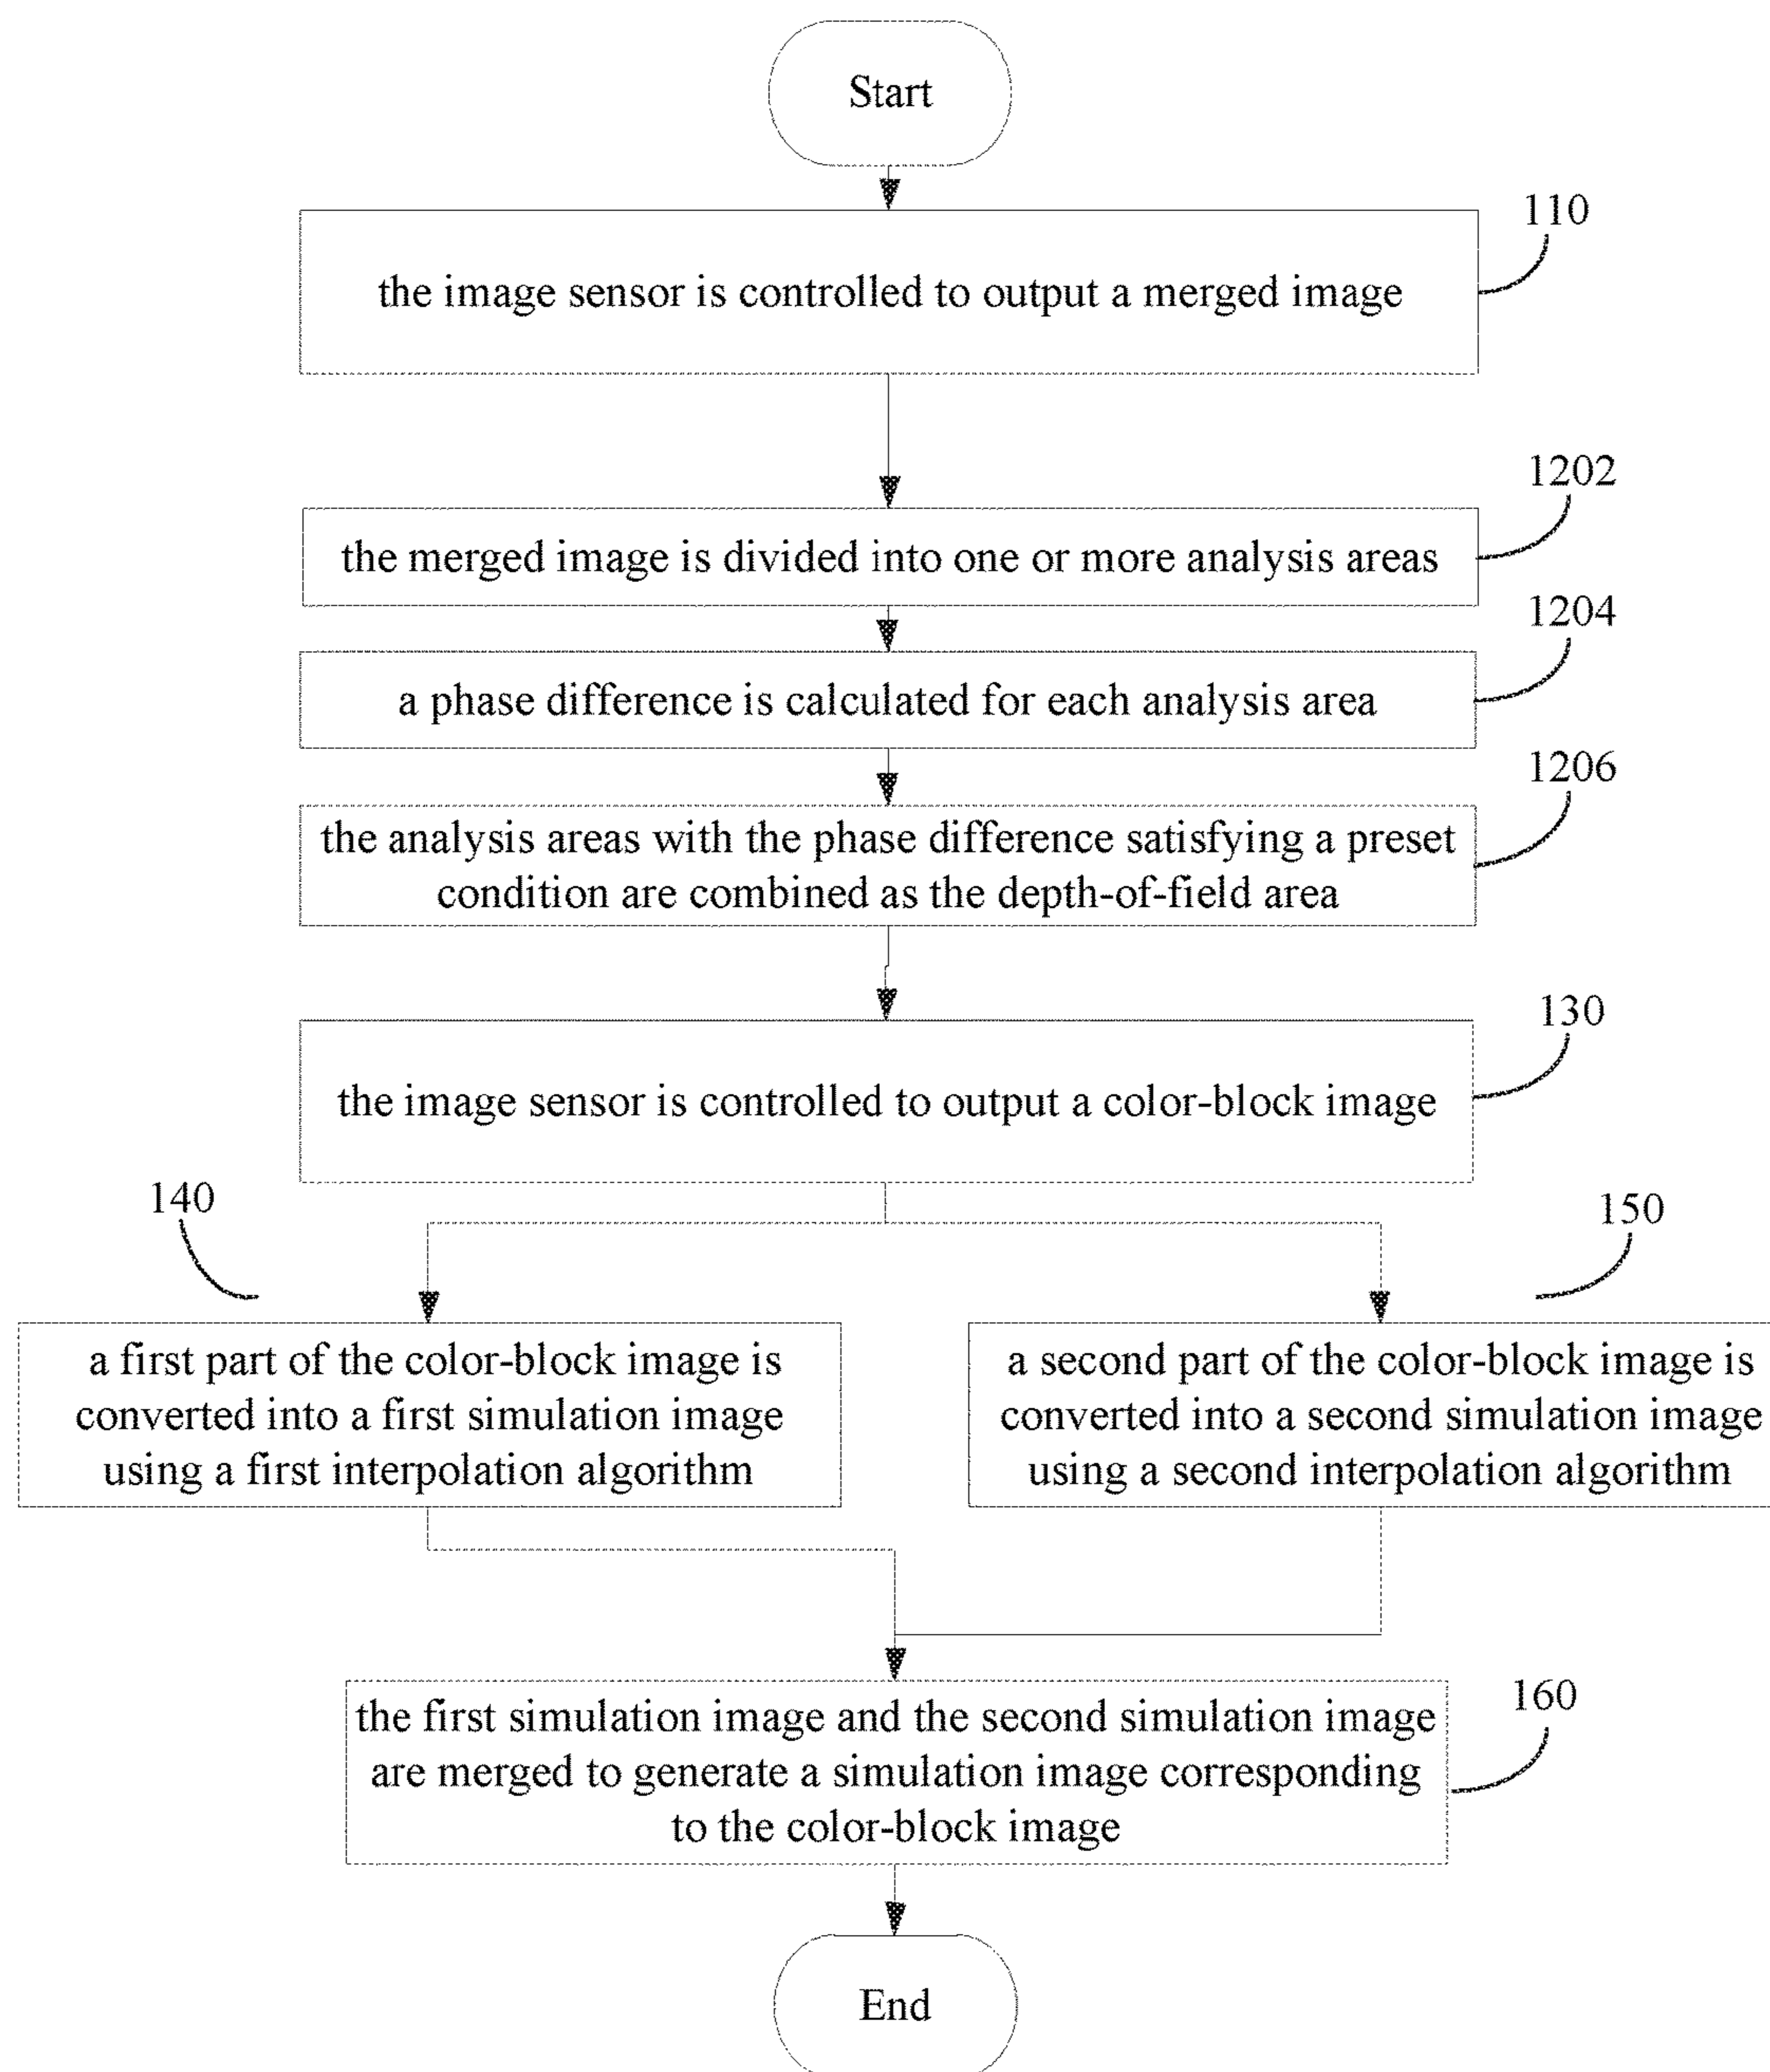 Start
110
the image sensor is controlled to output a merged image
1202
the merged image is divided into one or more analysis areas
1204
a phase difference is calculated for each analysis area
1206
the analysis areas with the phase difference satisfying a preset
condition are combined as the depth-of-field area
130
the image sensor is controlled to output a color-block image
140
a first part of the color-block image is
converted into a first simulation image
using a first interpolation algorithm
150
a second part of the color-block image is
converted into a second simulation image
using a second interpolation algorithm
160
the first simulation image and the second simulation image
are merged to generate a simulation image corresponding
to the color-block image
End